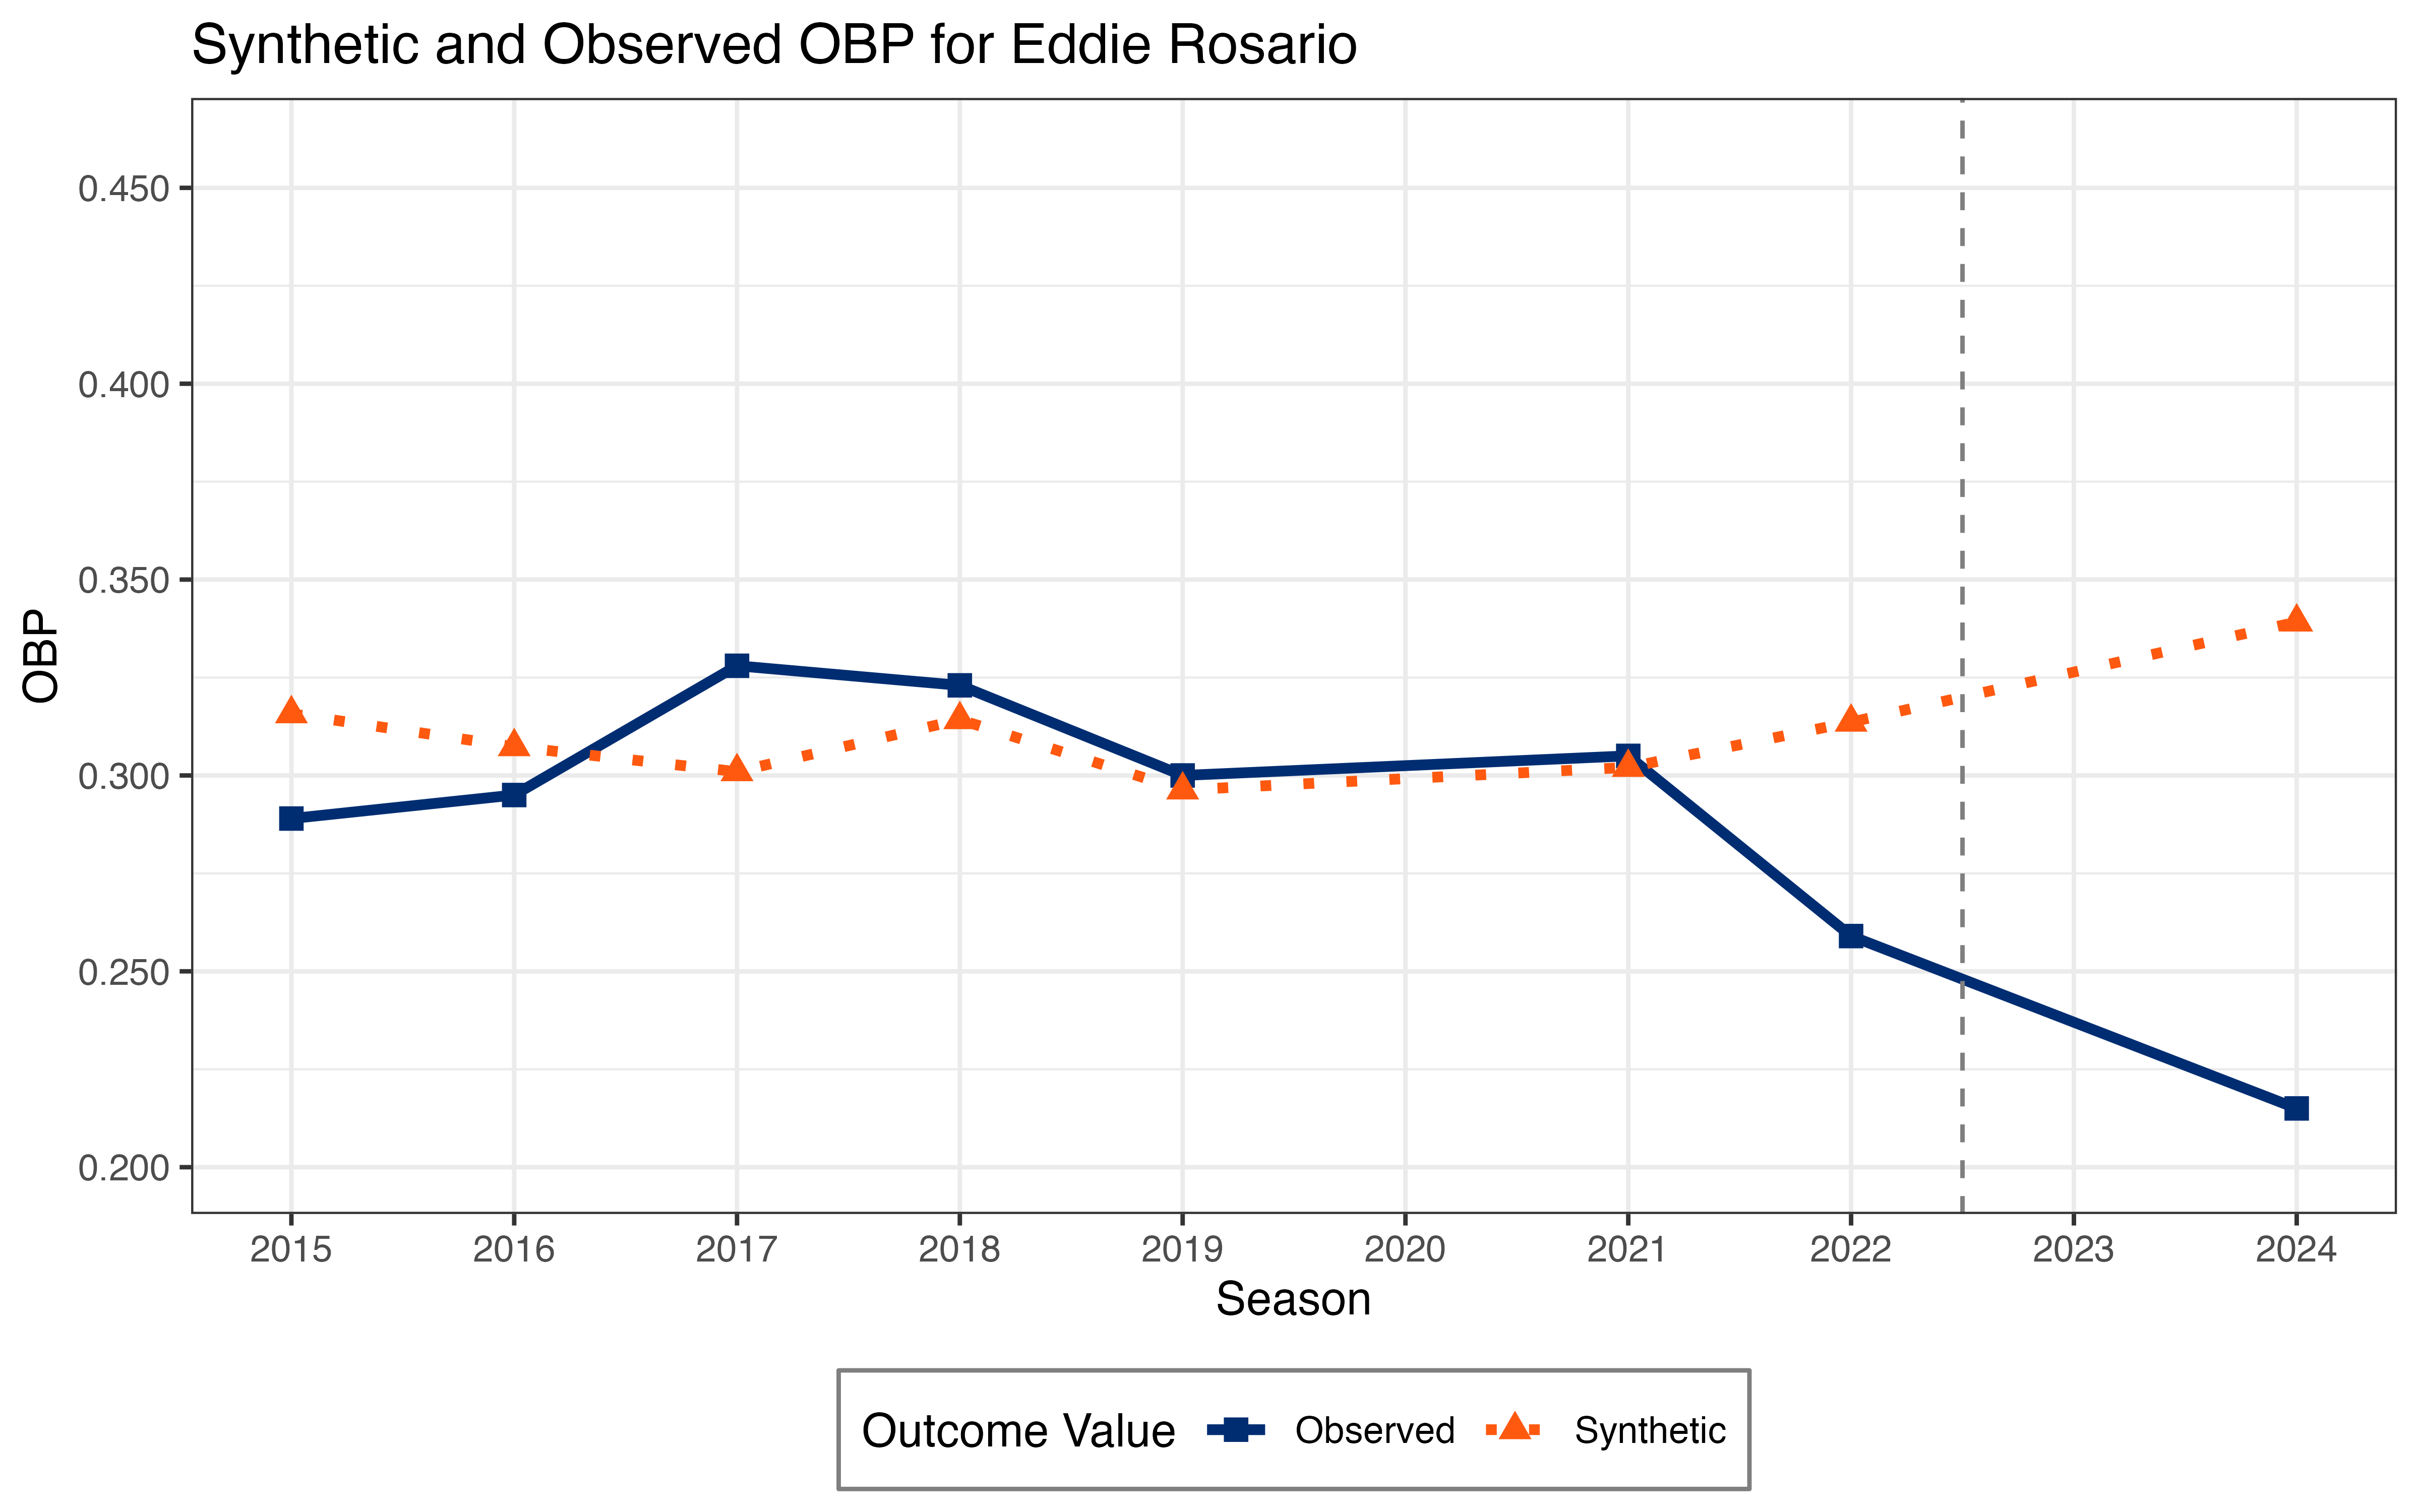 Synthetic and Observed OBP for Eddie Rosario
OBP
0.450
0.400
0.350
0.300
0.250
0.200
2015 2016 2017 2018 2019 2020 2021 2022 2023 2024
Season
Outcome Value Observed Synthetic